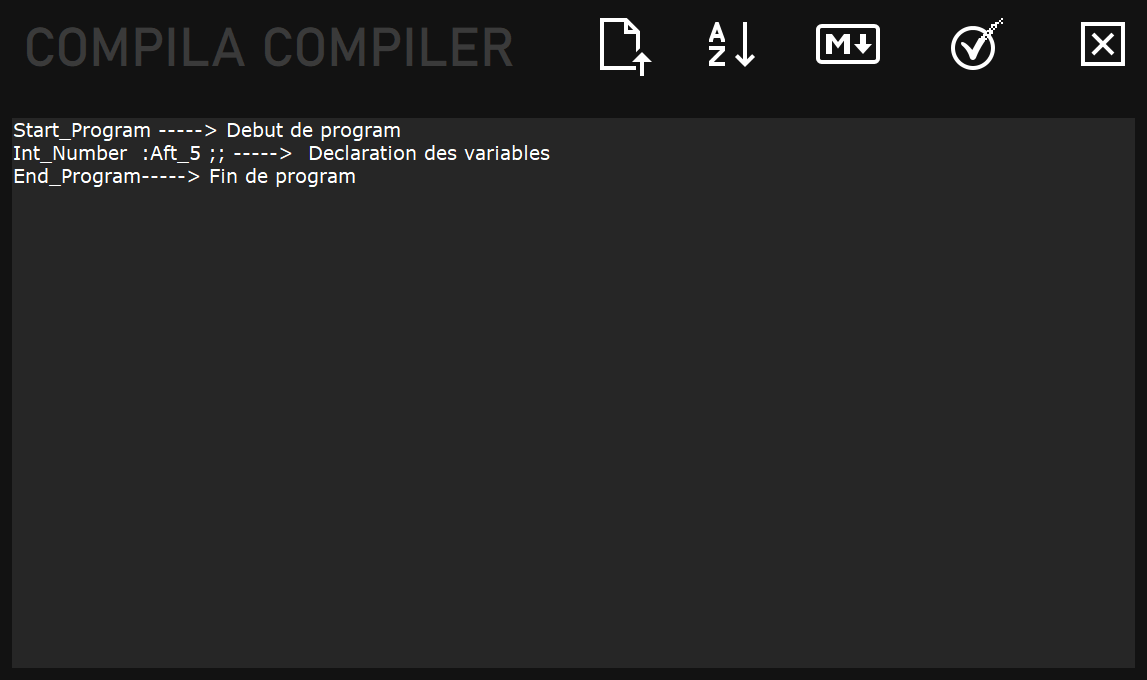 COMPILA COMPILER
A
Z
M
Start_Program -----> Debut de program
Int_Number  :Aft_5 ;; ----->  Declaration des variables
End_Program-----> Fin de program